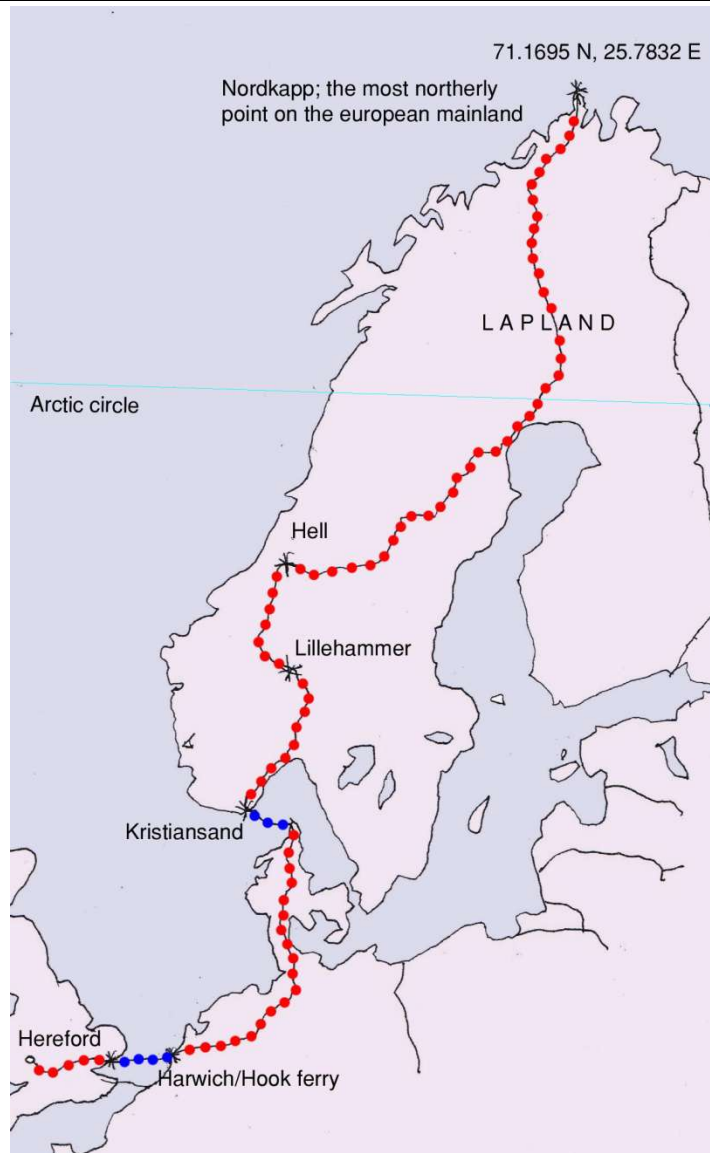 71.1695 N, 25.7832 E
Nordkapp; the most northerly
point on the european mainland
L A P L A N D
Arctic circle
Hell
Lillehammer
Kristiansand
Hereford
Harwich/Hook ferry